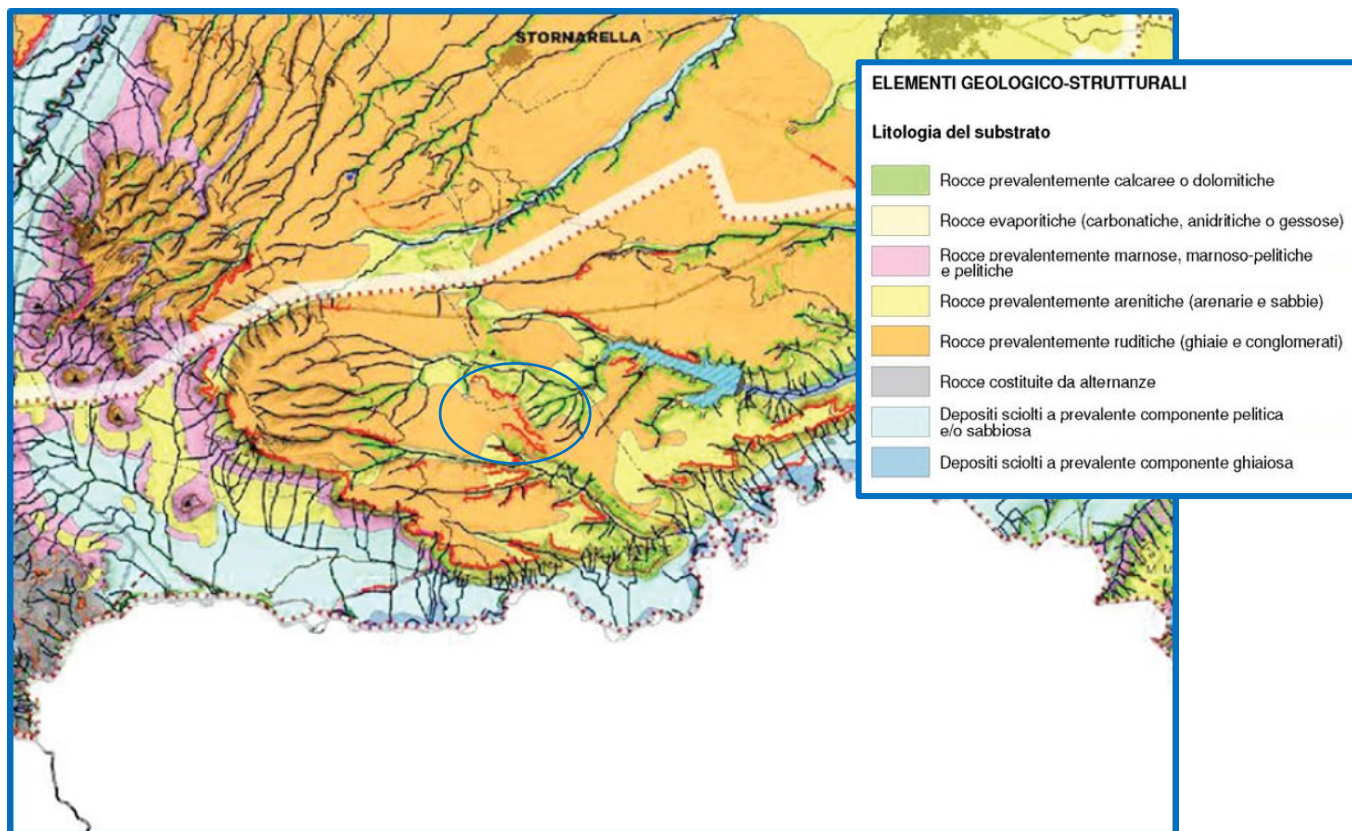 STORNARELLA
ELEMENTI GEOLOGICO-STRUTTURALI
Litologia del substrato
Rocce prevalentemente calcaree o dolomitiche
Rocce evaporitiche (carbonatiche, anidritiche o gessose)
Rocce prevalentemente marnose, marnoso-pelitiche
e pelitiche
Rocce prevalentemente arenitiche (arenarie e sabbie)
Rocce prevalentemente ruditiche (ghiaie e conglomerati)
Rocce costituite da alternanze
Depositi sciolti a prevalente componente pelitica
e/o sabbiosa
Depositi sciolti a prevalente componente ghiaiosa